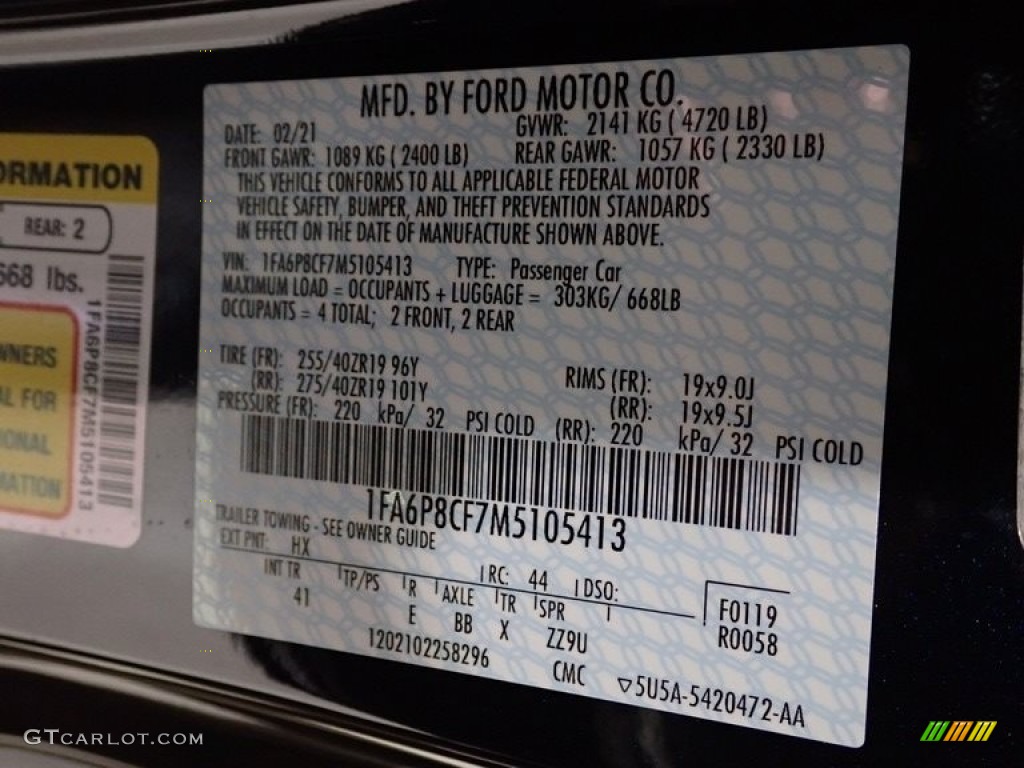 MFD. BY FORD MOTOR CO.
DATE: 02/21 GVWR: 2141 KG ( 4720 LB)
FRONT GAWR: 1089 KG ( 2400 LB) REAR GAWR: 1057 KG ( 2330 LB)
THIS VEHICLE CONFORMS TO ALL APPLICABLE FEDERAL MOTOR
VEHICLE SAFETY, BUMPER, AND THEFT PREVENTION STANDARDS
IN EFFECT ON THE DATE OF MANUFACTURE SHOWN ABOVE.
VIN: 1FA6P8CF7M5105413 TYPE: Passenger Car
MAXIMUM LOAD = OCCUPANTS + LUGGAGE = 303KG/ 668LB
OCCUPANTS = 4 TOTAL; 2 FRONT, 2 REAR
TIRE (FR): 255/40ZR19 96Y RIMS (FR): 19x9.0J
(RR): 275/40ZR19 101Y (RR): 19x9.5J
PRESSURE (FR): 220 kPa/ 32 PSI COLD (RR): 220 kPa/ 32 PSI COLD
1FA6P8CF7M5105413
TRAILER TOWING - SEE OWNER GUIDE
EXT PNT: HX RC: 44 DSO:
INT TR TP/PS R AXLE TR SPR
41 E BB X ZZ9U
F0119
R0058
1202102258296 CMC ▽5U5A-5420472-AA
ORMATION
REAR: 2
668 lbs.
WNERS
AL FOR
IONAL
MATION
1FA6P8CF7M5105413
GTCARLOT.COM